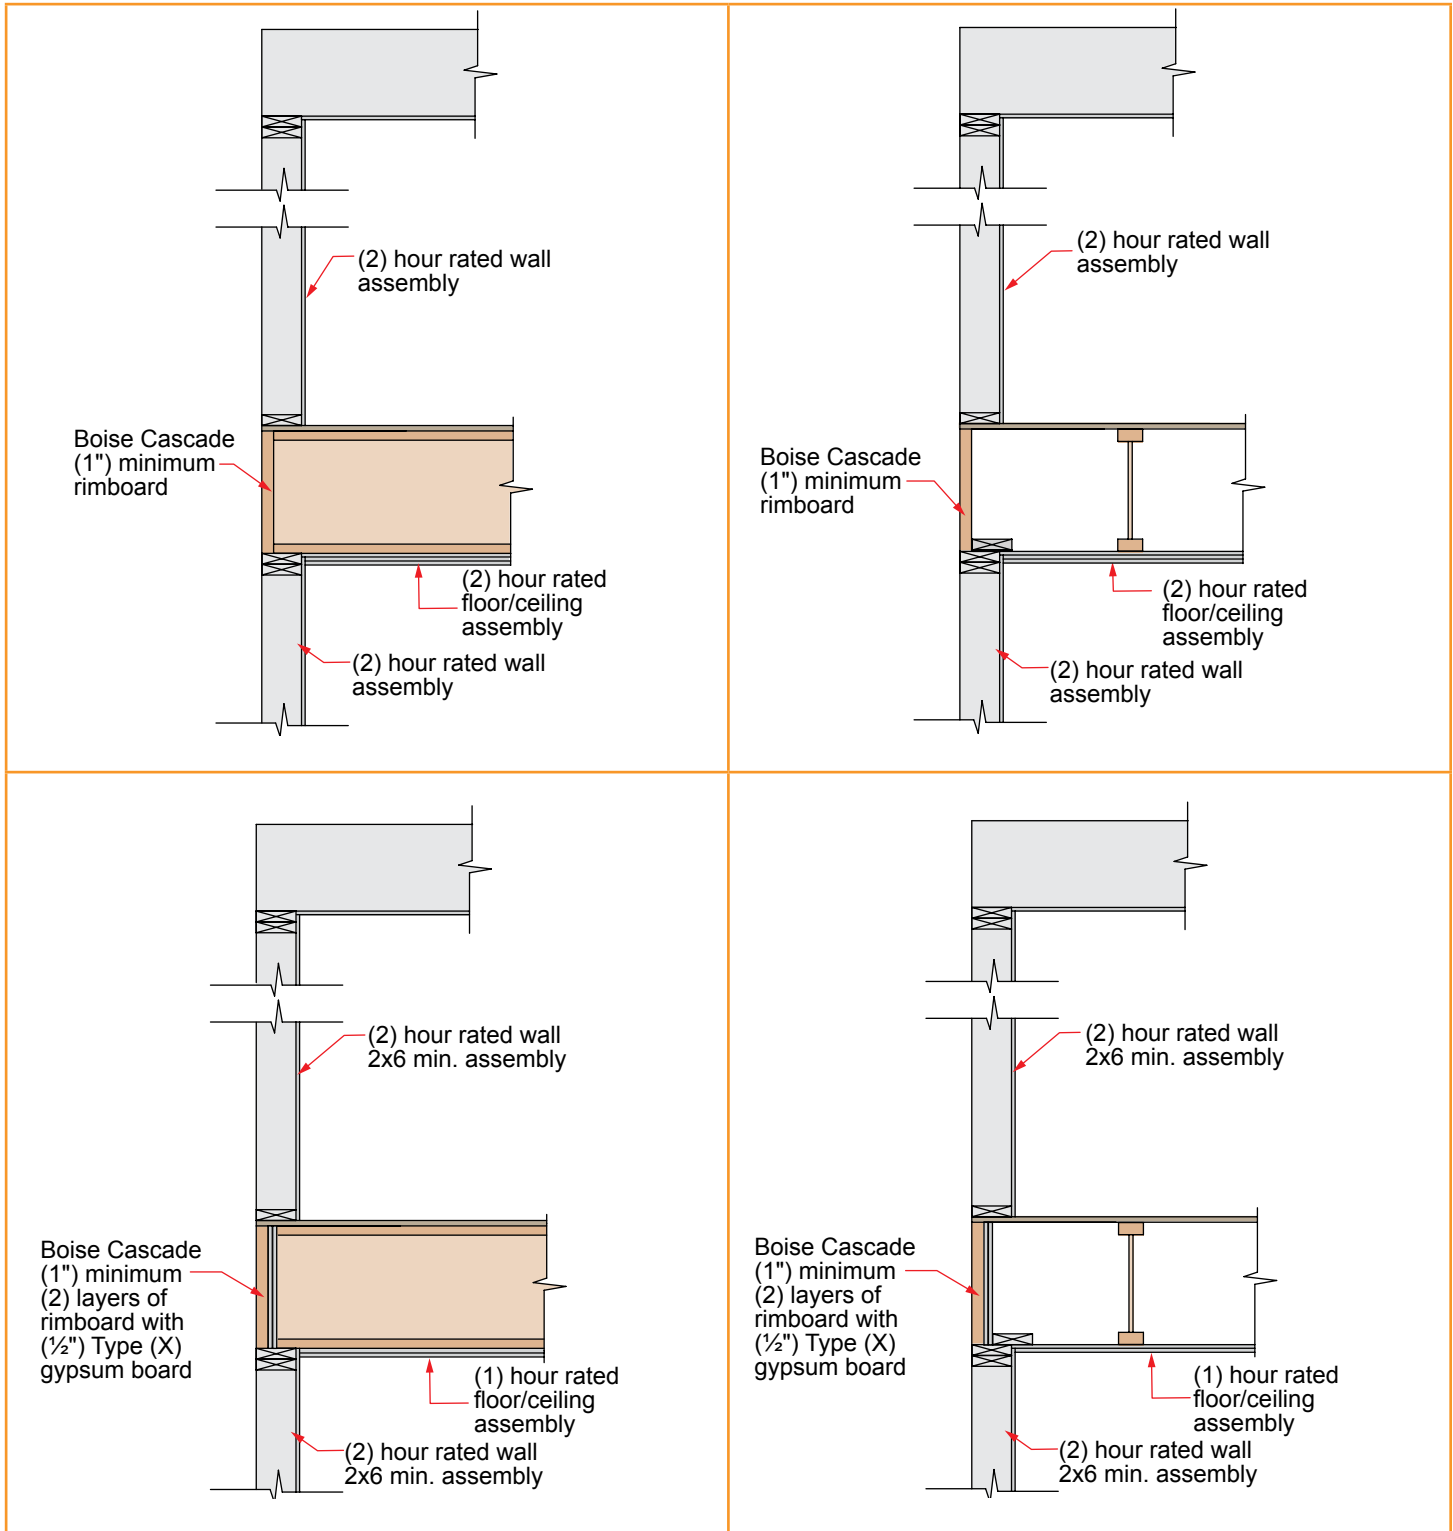 (2) hour rated wall
assembly
Boise Cascade
(1") minimum
rimboard
(2) hour rated
floor/ceiling
assembly
(2) hour rated wall
assembly
(2) hour rated wall
assembly
Boise Cascade
(1") minimum
rimboard
(2) hour rated
floor/ceiling
assembly
(2) hour rated wall
assembly
(2) hour rated wall
2x6 min. assembly
Boise Cascade
(1") minimum
(2) layers of
rimboard with
(½") Type (X)
gypsum board
(1) hour rated
floor/ceiling
assembly
(2) hour rated wall
2x6 min. assembly
(2) hour rated wall
2x6 min. assembly
Boise Cascade
(1") minimum
(2) layers of
rimboard with
(½") Type (X)
gypsum board
(1) hour rated
floor/ceiling
assembly
(2) hour rated wall
2x6 min. assembly